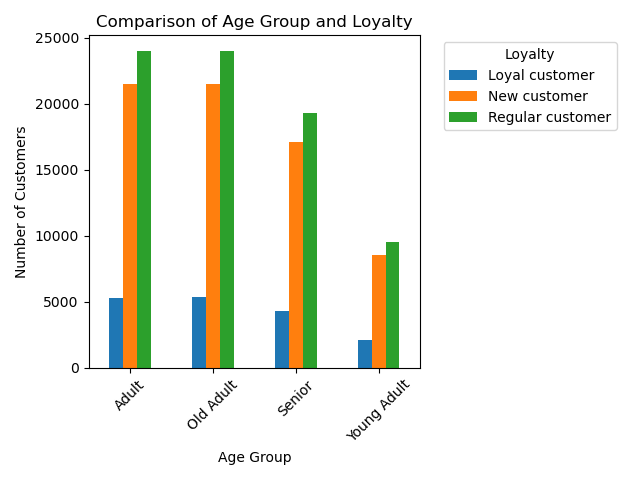 Comparison of Age Group and Loyalty
Loyalty
Loyal customer
New customer
Regular customer
Number of Customers
25000
20000
15000
10000
5000
0
Adult
Old Adult
Senior
Young Adult
Age Group